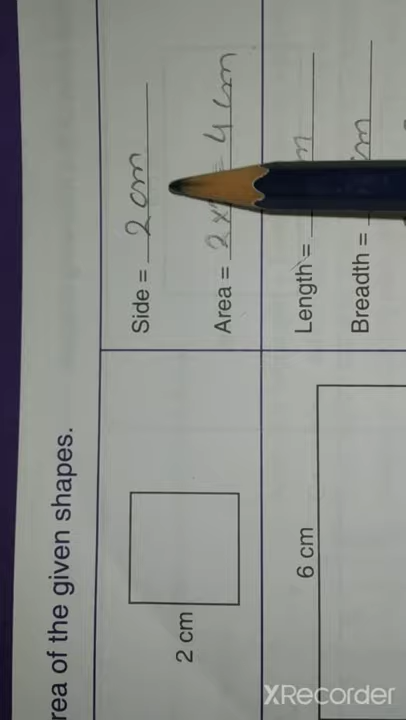 rea of the given shapes.
2 cm
Side = 2 cm
Area = 2 × = 4 cm
6 cm
Length =
Breadth =
XRecorder